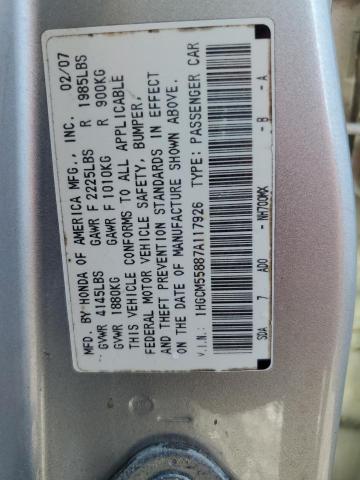 MFD. BY HONDA OF AMERICA MFG., INC. 02/07
GVWR 4145LBS GAWR F 2225LBS R 1985LBS
GVWR 1880KG GAWR F 1010KG R 900KG
THIS VEHICLE CONFORMS TO ALL APPLICABLE
FEDERAL MOTOR VEHICLE SAFETY, BUMPER,
AND THEFT PREVENTION STANDARDS IN EFFECT
ON THE DATE OF MANUFACTURE SHOWN ABOVE.
V.I.N.: 1HGCM55887A117926 TYPE: PASSENGER CAR
SDA 7 ADO - NH700MX - B - A